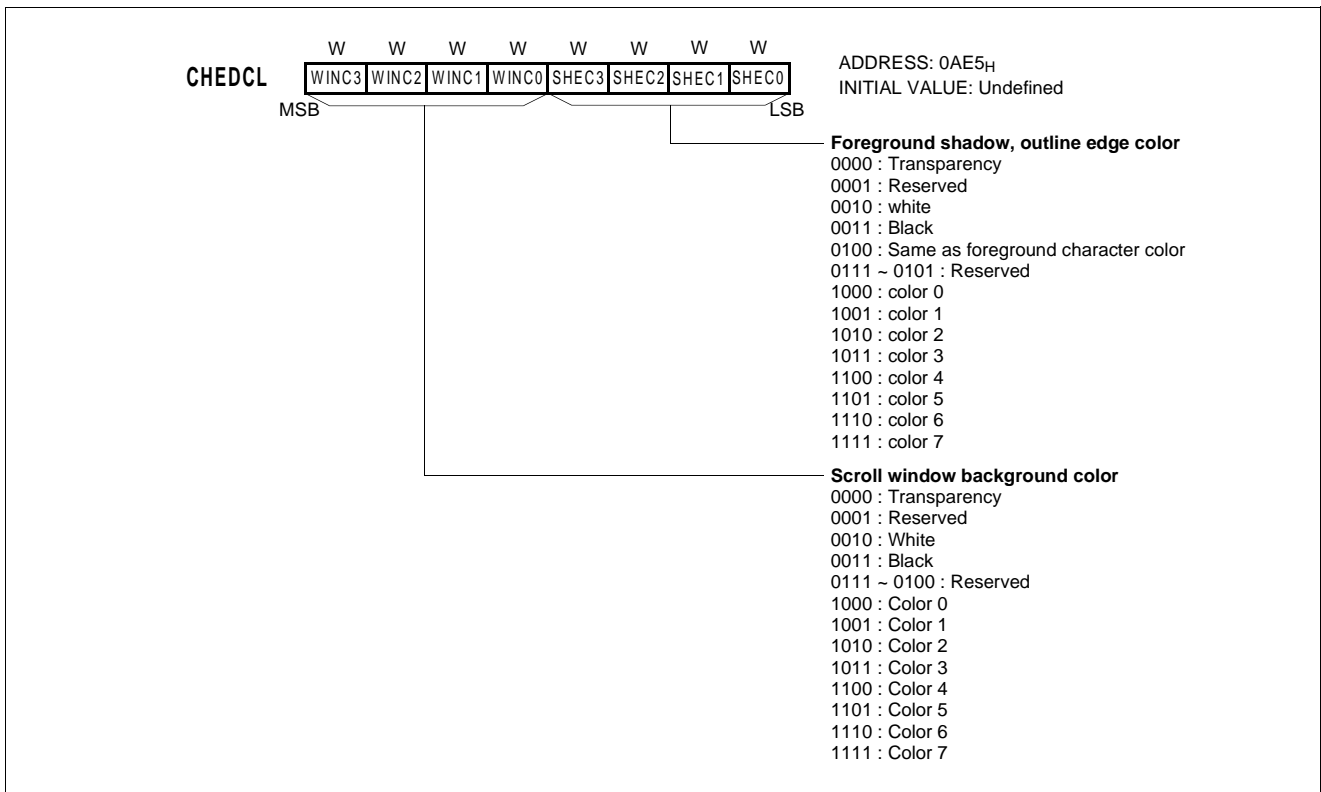 W W W W W W W W
CHEDCL WINC3 WINC2 WINC1 WINC0 SHEC3 SHEC2 SHEC1 SHEC0
MSB LSB
ADDRESS: 0AE5H
INITIAL VALUE: Undefined
Foreground shadow, outline edge color
0000 : Transparency
0001 : Reserved
0010 : white
0011 : Black
0100 : Same as foreground character color
0111 ~ 0101 : Reserved
1000 : color 0
1001 : color 1
1010 : color 2
1011 : color 3
1100 : color 4
1101 : color 5
1110 : color 6
1111 : color 7
Scroll window background color
0000 : Transparency
0001 : Reserved
0010 : White
0011 : Black
0111 ~ 0100 : Reserved
1000 : Color 0
1001 : Color 1
1010 : Color 2
1011 : Color 3
1100 : Color 4
1101 : Color 5
1110 : Color 6
1111 : Color 7